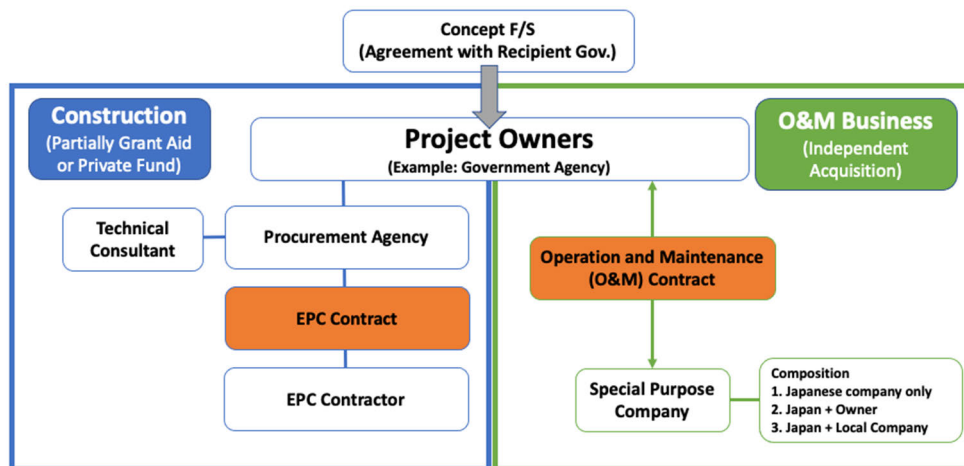 Concept F/S
(Agreement with Recipient Gov.)
Construction
(Partially Grant Aid
or Private Fund)
Project Owners
(Example: Government Agency)
O&M Business
(Independent
Acquisition)
Technical
Consultant
Procurement Agency
EPC Contract
EPC Contractor
Operation and Maintenance
(O&M) Contract
Special Purpose
Company
Composition
1. Japanese company only
2. Japan + Owner
3. Japan + Local Company